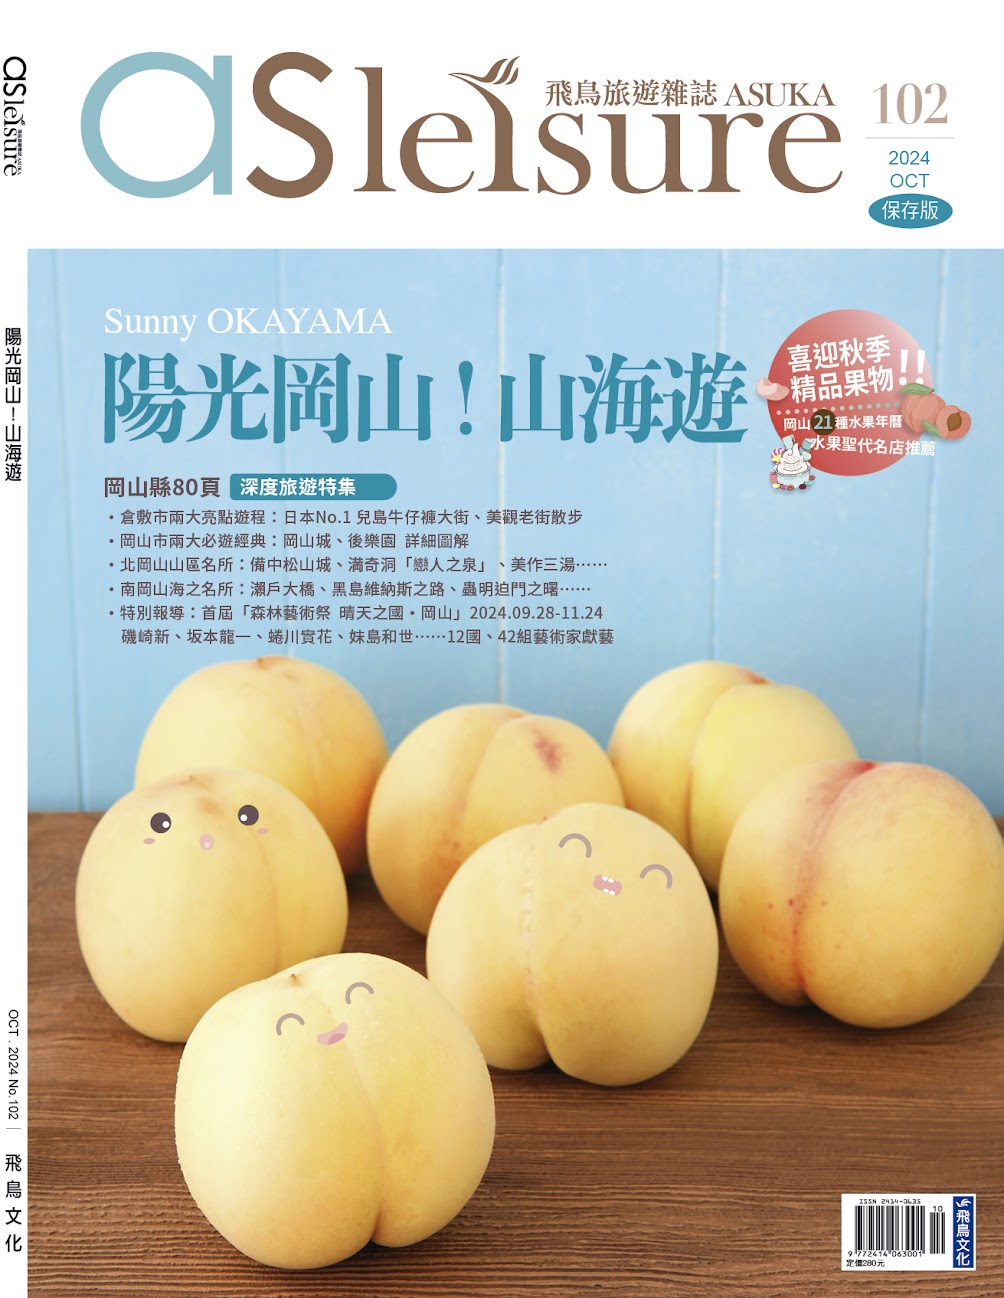 asleisure
飛鳥旅遊雜誌 ASUKA
102
2024
OCT
保存版
Sunny OKAYAMA
陽光岡山！山海遊
喜迎秋季
精品果物!!
岡山21種水果年曆
水果聖代名店推薦
岡山縣80頁 深度旅遊特集
・倉敷市兩大亮點遊程：日本No.1 兒島牛仔褲大街、美觀老街散步
・岡山市兩大必遊經典：岡山城、後樂園 詳細圖解
・北岡山山區名所：備中松山城、滿奇洞「戀人之泉」、美作三湯……
・南岡山海之名所：瀨戶大橋、黑島維納斯之路、蟲明迫門之曙……
・特別報導：首屆「森林藝術祭 晴天之國・岡山」2024.09.28-11.24
磯崎新、坂本龍一、蜷川實花、妹島和世……12國、42組藝術家獻藝
asleisure
飛鳥旅遊雜誌 ASUKA
陽光岡山！山海遊
OCT . 2024 No.102
飛鳥文化
ISSN 2414-0635
10
9 772414 063001
定價280元
飛鳥文化